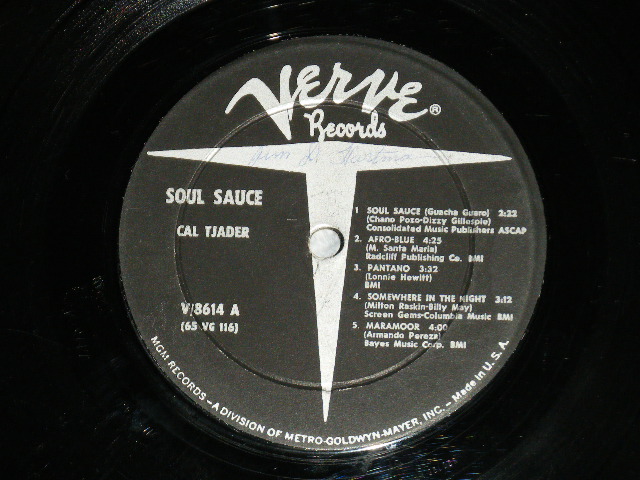 VERVE®
Records
SOUL SAUCE
CAL TJADER
V/8614 A
(65 VG 116)
1 SOUL SAUCE (Guacha Guaro) 2:22
(Chano Pozo-Dizzy Gillespie)
Consolidated Music Publishers ASCAP
2. AFRO-BLUE 4:25
(M. Santa Maria)
Radcliff Publishing Co. BMI
3. PANTANO 3:32
(Lonnie Hewitt)
BMI
4. SOMEWHERE IN THE NIGHT 3:12
(Milton Raskin-Billy May)
Screen Gems-Columbia Music BMI
5. MARAMOOR 4:00
(Armando Pereza)
Bayes Music Corp. BMI
MGM RECORDS – A DIVISION OF METRO-GOLDWYN-MAYER, INC. – Made in U.S.A.